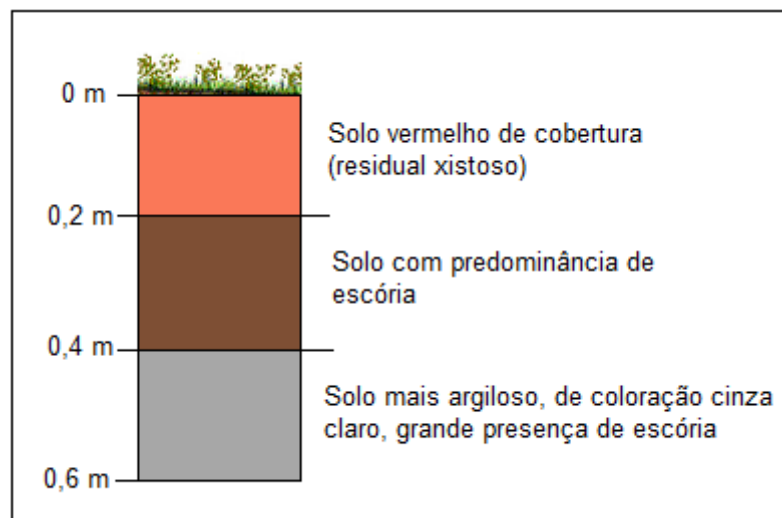 0 m
Solo vermelho de cobertura
(residual xistoso)
0,2 m
Solo com predominância de
escória
0,4 m
Solo mais argiloso, de coloração cinza
claro, grande presença de escória
0,6 m